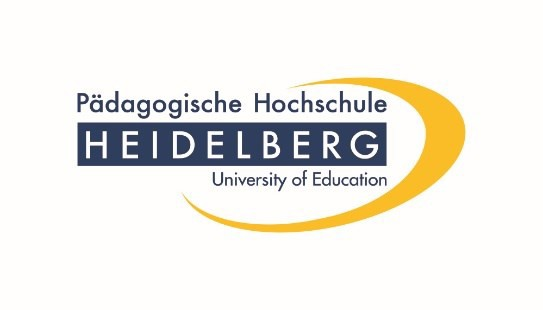 Pädagogische Hochschule
HEIDELBERG
University of Education